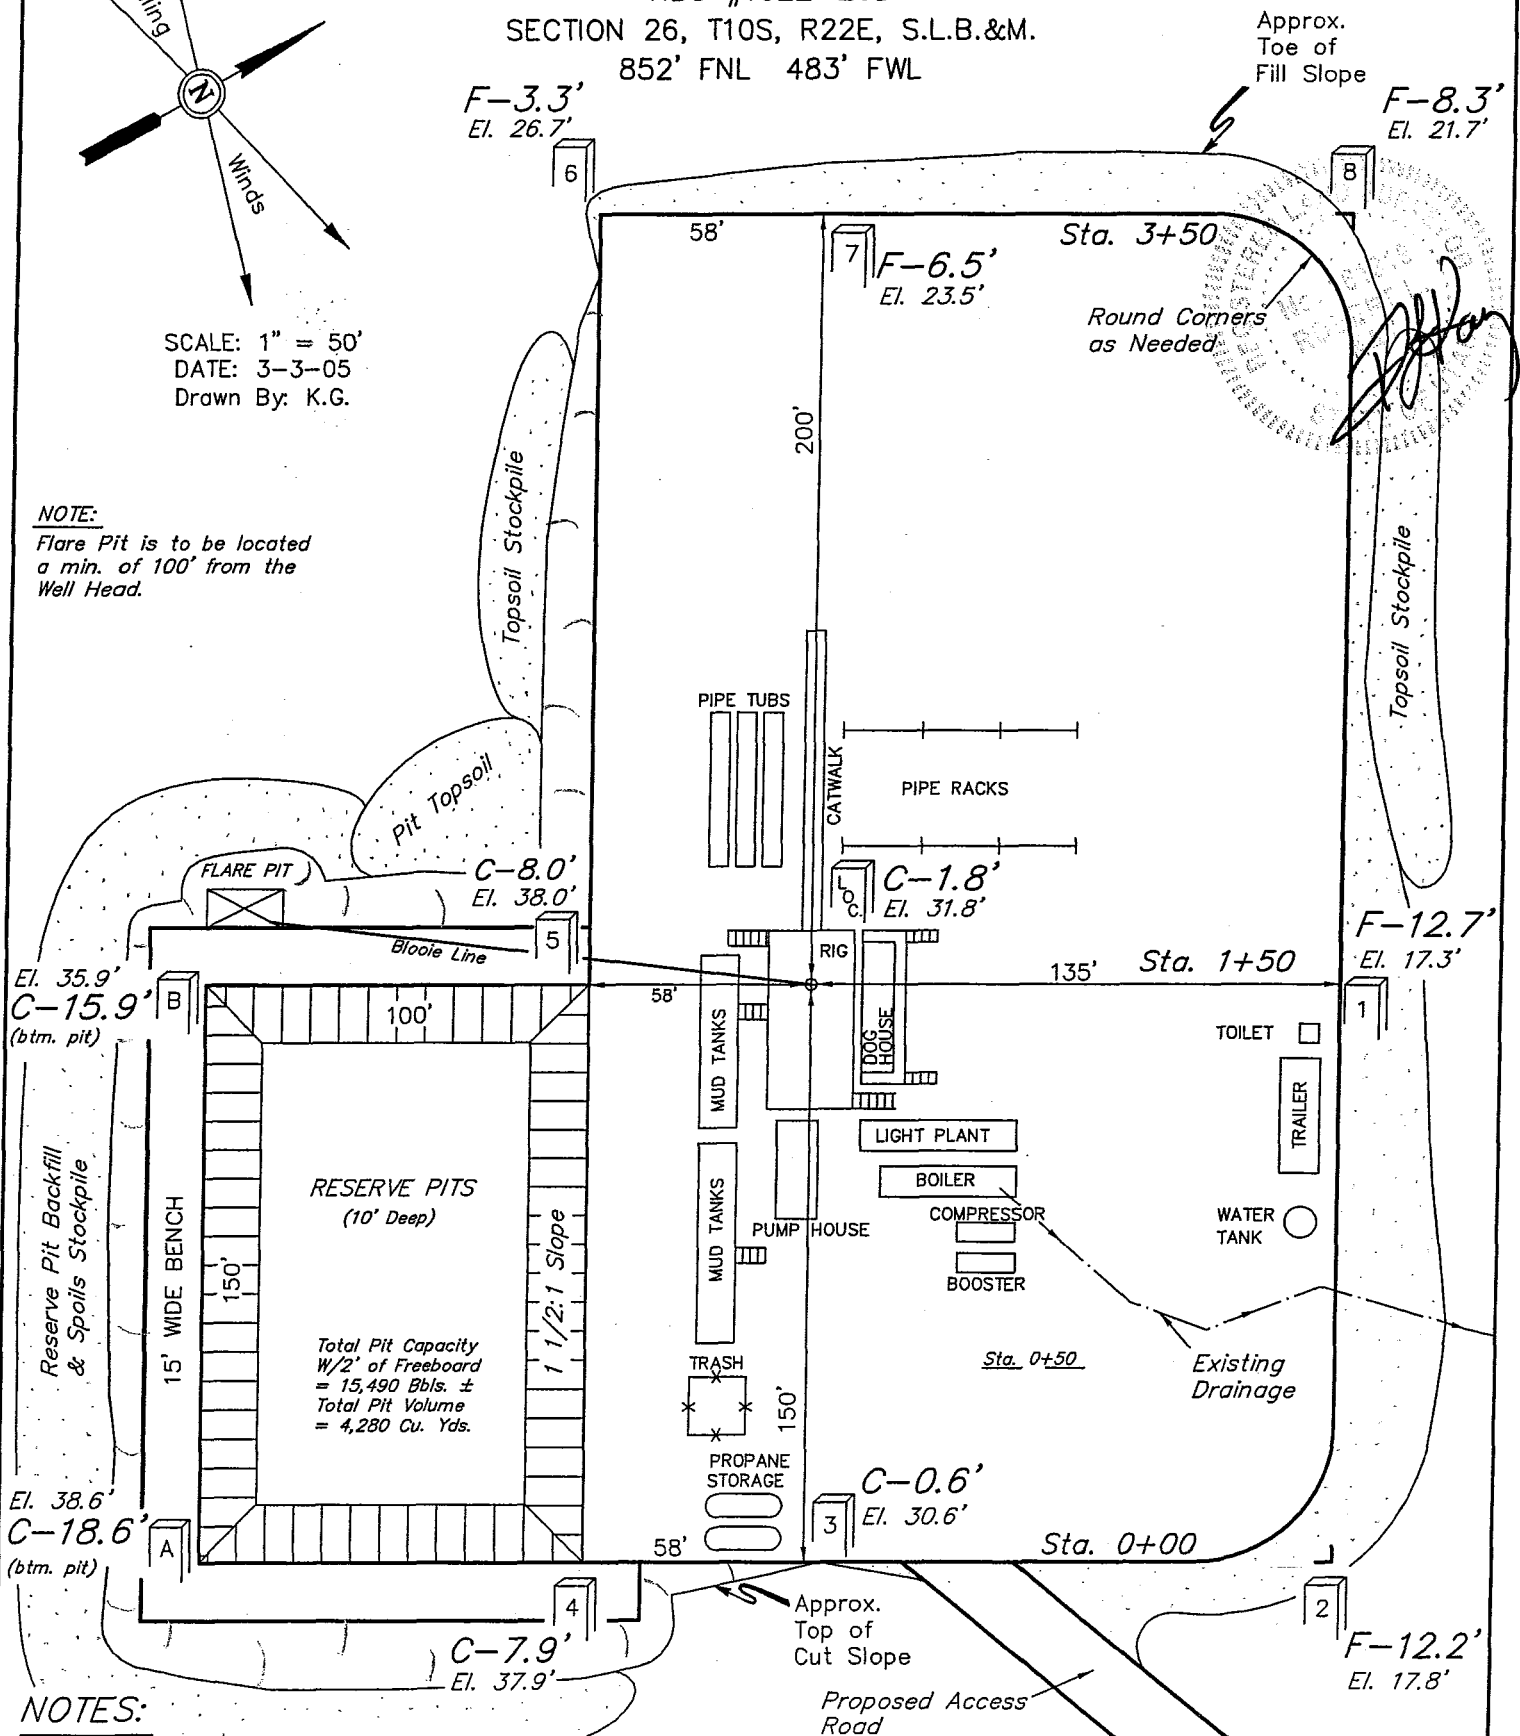 SECTION 26, T10S, R22E, S.L.B.&M.
852' FNL 483' FWL
Approx.
Toe of
Fill Slope
N
Winds
F-3.3'
El. 26.7'
6
F-8.3'
El. 21.7'
8
58'
7
F-6.5'
El. 23.5'
Sta. 3+50
Round Corners
as Needed
SCALE: 1" = 50'
DATE: 3-3-05
Drawn By: K.G.
200'
NOTE:
Flare Pit is to be located
a min. of 100' from the
Well Head.
Topsoil Stockpile
Topsoil Stockpile
PIPE TUBS
CATWALK
PIPE RACKS
Pit Topsoil
FLARE PIT
C-8.0'
El. 38.0'
5
Blooie Line
LOC.
C-1.8'
El. 31.8'
RIG
F-12.7'
El. 17.3'
1
135'
Sta. 1+50
58'
El. 35.9'
C-15.9'
(btm. pit)
B
100'
MUD TANKS
DOG
HOUSE
TOILET
TRAILER
LIGHT PLANT
BOILER
COMPRESSOR
BOOSTER
PUMP HOUSE
MUD TANKS
WATER
TANK
Reserve Pit Backfill
& Spoils Stockpile
15' WIDE BENCH
150'
RESERVE PITS
(10' Deep)
1 1/2:1 Slope
Total Pit Capacity
W/2' of Freeboard
= 15,490 Bbls. ±
Total Pit Volume
= 4,280 Cu. Yds.
TRASH
150'
Sta. 0+50
Existing
Drainage
PROPANE
STORAGE
El. 38.6'
C-18.6'
(btm. pit)
A
58'
3
C-0.6'
El. 30.6'
Sta. 0+00
4
C-7.9'
El. 37.9'
Approx.
Top of
Cut Slope
2
F-12.2'
El. 17.8'
Proposed Access
Road
NOTES: